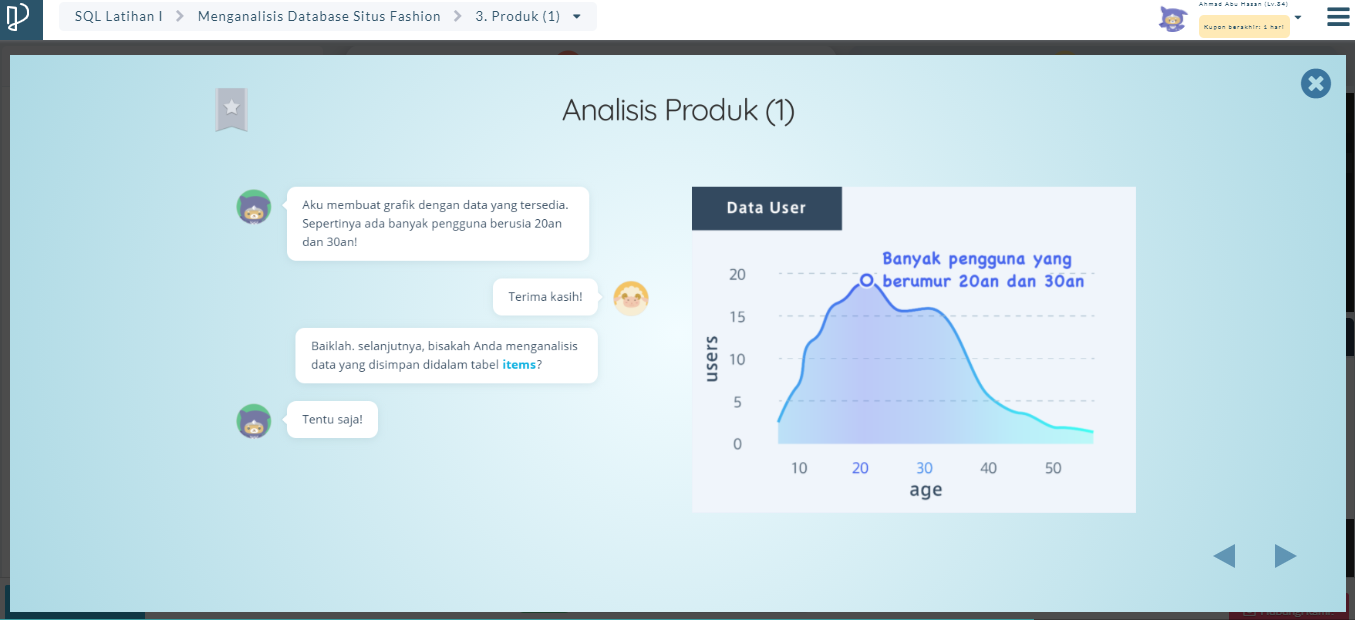 SQL Latihan I
Menganalisis Database Situs Fashion
3. Produk (1)
Ahmad Abu Hasan (Lv.84)
Kupon berakhir: 1 hari
Analisis Produk (1)
Aku membuat grafik dengan data yang tersedia.
Sepertinya ada banyak pengguna berusia 20an
dan 30an!
Terima kasih!
Baiklah. selanjutnya, bisakah Anda menganalisis
data yang disimpan didalam tabel items?
Tentu saja!
Data User
Banyak pengguna yang
berumur 20an dan 30an
20
15
10
5
0
users
10 20 30 40 50
age